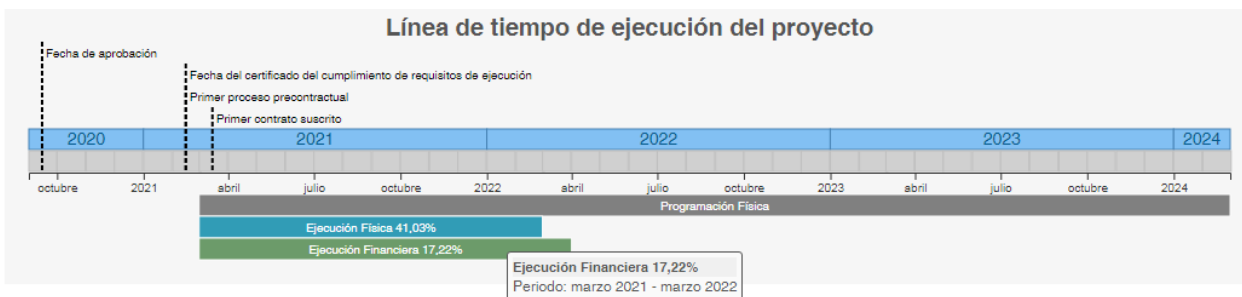 Línea de tiempo de ejecución del proyecto
Fecha de aprobación
Fecha del certificado del cumplimiento de requisitos de ejecución
Primer proceso precontractual
Primer contrato suscrito
2020 2021 2022 2023 2024
octubre 2021 abril julio octubre 2022 abril julio octubre 2023 abril julio octubre 2024
Programación Física
Ejecución Física 41,03%
Ejecución Financiera 17,22%
Ejecución Financiera 17,22%
Periodo: marzo 2021 - marzo 2022